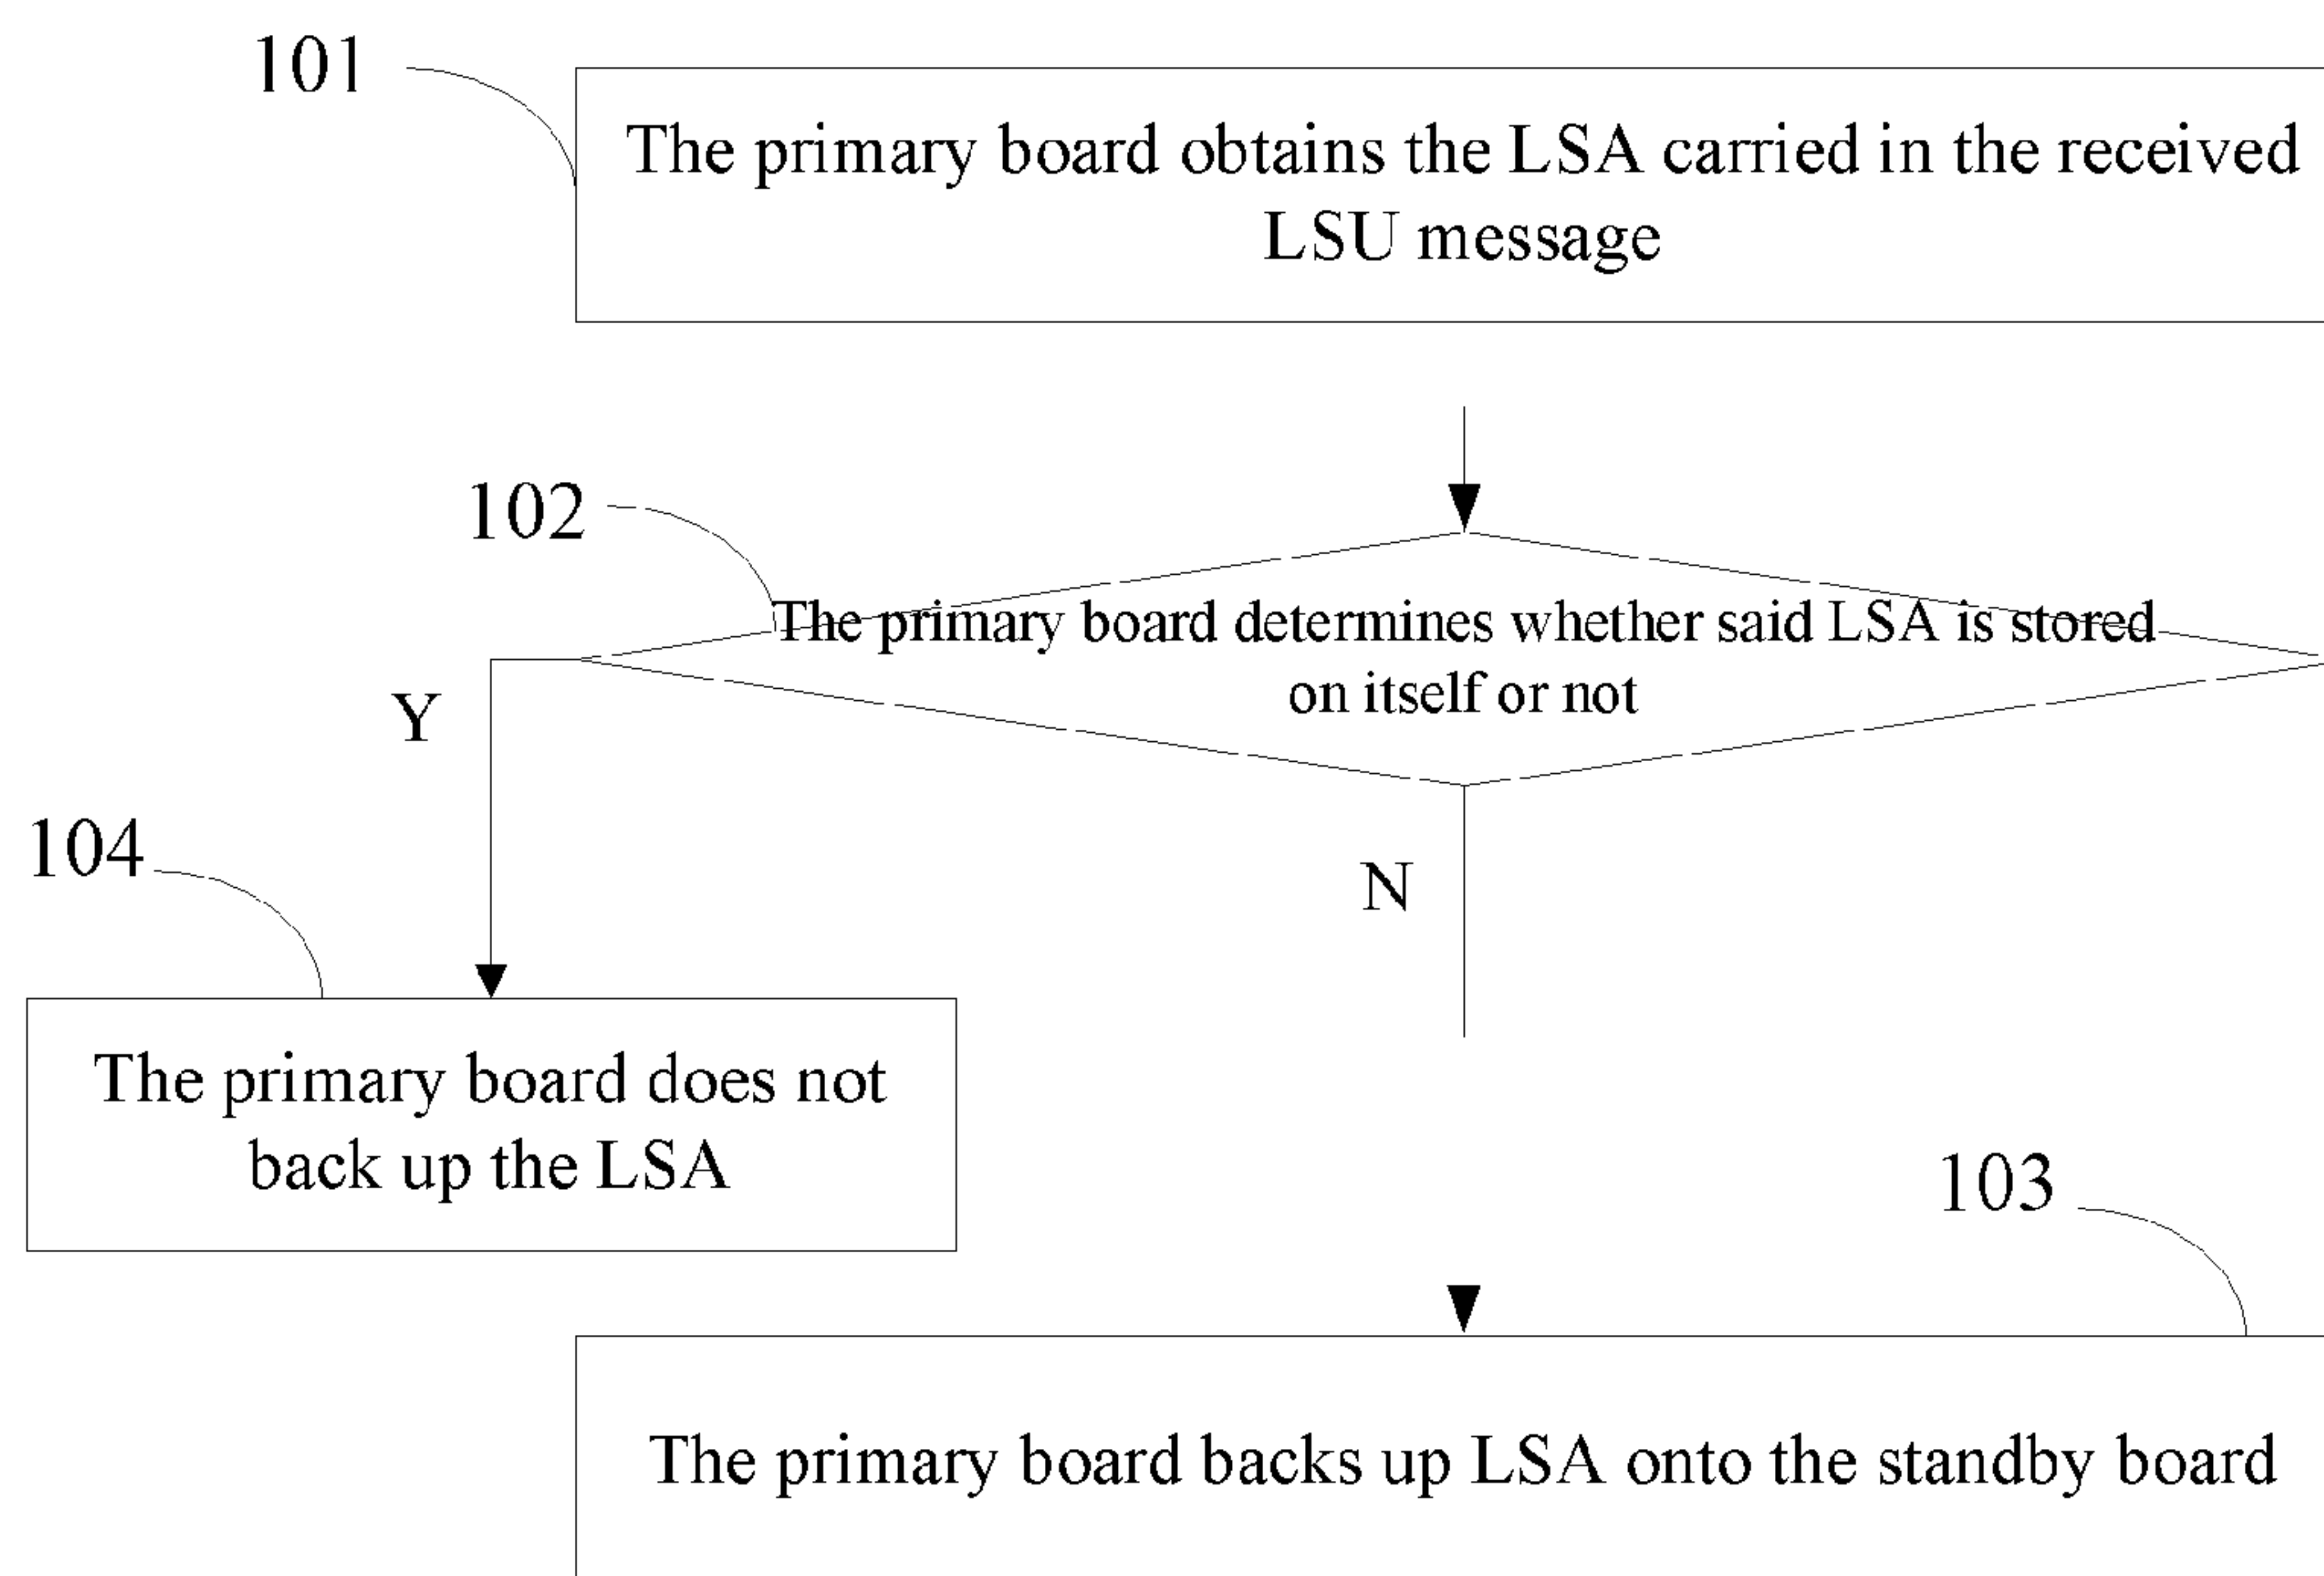 101
The primary board obtains the LSA carried in the received
LSU message
102
The primary board determines whether said LSA is stored
on itself or not
Y
N
104
The primary board does not
back up the LSA
103
The primary board backs up LSA onto the standby board